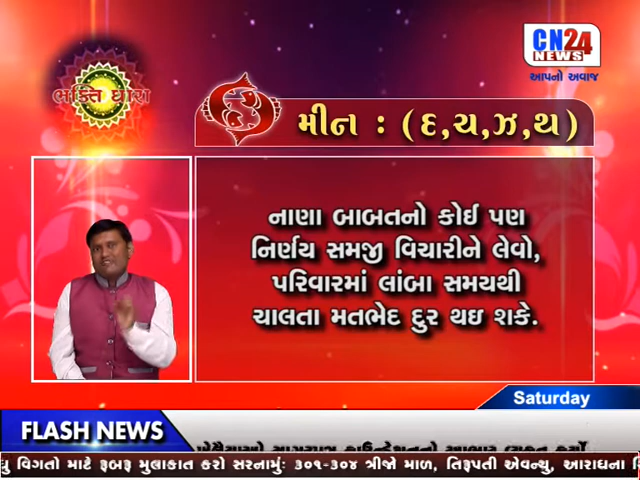 CN24
NEWS
આપનો અવાજ
ભક્તિ ધારા
મીન : (દ,ચ,ઝ,થ)
નાણા બાબતનો કોઈ પણ
નિર્ણય સમજી વિચારીને લેવો,
પરિવારમાં લાંબા સમયથી
ચાલતા મતભેદ દુર થઇ શકે.
Saturday
FLASH NEWS
વિગતો માટે રૂબરૂ મુલાકાત કરો સરનામું: ૩૦૧-૩૦૪ ત્રીજો માળ, તિરૂપતી એવન્યુ, આરાધના